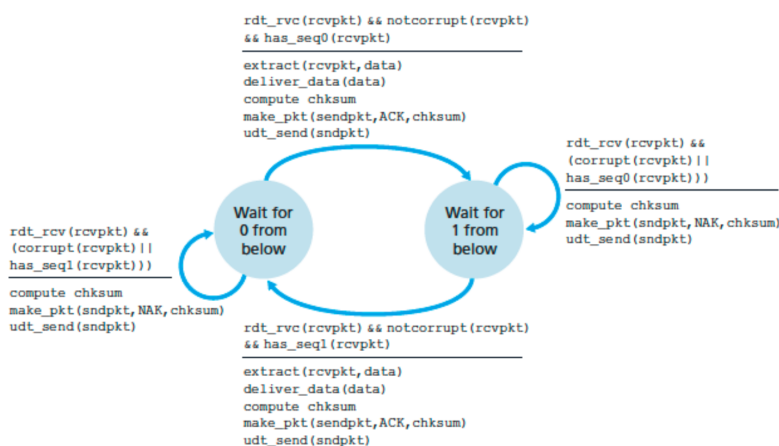 rdt_rvc(rcvpkt) && notcorrupt(rcvpkt)
&& has_seq0(rcvpkt)
extract(rcvpkt,data)
deliver_data(data)
compute chksum
make_pkt(sendpkt,ACK,chksum)
udt_send(sndpkt)
rdt_rcv(rcvpkt) &&
(corrupt(rcvpkt)||
has_seq0(rcvpkt)))
compute chksum
make_pkt(sndpkt,NAK,chksum)
udt_send(sndpkt)
Wait for
0 from
below
Wait for
1 from
below
rdt_rcv(rcvpkt) &&
(corrupt(rcvpkt)||
has_seq1(rcvpkt)))
compute chksum
make_pkt(sndpkt,NAK,chksum)
udt_send(sndpkt)
rdt_rvc(rcvpkt) && notcorrupt(rcvpkt)
&& has_seq1(rcvpkt)
extract(rcvpkt,data)
deliver_data(data)
compute chksum
make_pkt(sendpkt,ACK,chksum)
udt_send(sndpkt)